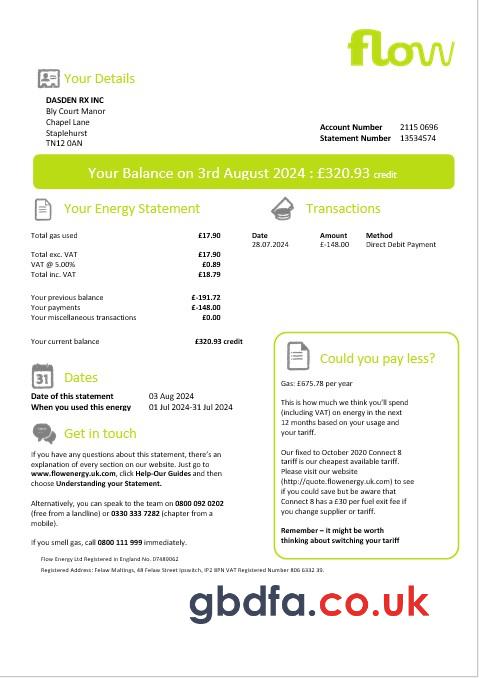 flow
Your Details
DASDEN RX INC
Bly Court Manor
Chapel Lane
Staplehurst
TN12 0AN
Account Number 2115 0696
Statement Number 13534574
Your Balance on 3rd August 2024 : £320.93 credit
Your Energy Statement
Total gas used £17.90
Total exc. VAT £17.90
VAT @ 5.00% £0.89
Total inc. VAT £18.79
Your previous balance £-191.72
Your payments £-148.00
Your miscellaneous transactions £0.00
Your current balance £320.93 credit
Transactions
Date Amount Method
28.07.2024 £-148.00 Direct Debit Payment
31 Dates
Date of this statement 03 Aug 2024
When you used this energy 01 Jul 2024-31 Jul 2024
Get in touch
If you have any questions about this statement, there's an
explanation of every section on our website. Just go to
www.flowenergy.uk.com, click Help-Our Guides and then
choose Understanding your Statement.
Alternatively, you can speak to the team on 0800 092 0202
(free from a landline) or 0330 333 7282 (chapter from a
mobile).
If you smell gas, call 0800 111 999 immediately.
Could you pay less?
Gas: £675.78 per year
This is how much we think you'll spend
(including VAT) on energy in the next
12 months based on your usage and
your tariff.
Our fixed to October 2020 Connect 8
tariff is our cheapest available tariff.
Please visit our website
(http://quote.flowenergy.uk.com) to see
if you could save but be aware that
Connect 8 has a £30 per fuel exit fee if
you change supplier or tariff.
Remember – it might be worth
thinking about switching your tariff
Flow Energy Ltd Registered in England No. 07489062
Registered Address: Felaw Maltings, 48 Felaw Street Ipswitch, IP2 8PN VAT Registered Number 806 6332 39.
gbdfa.co.uk